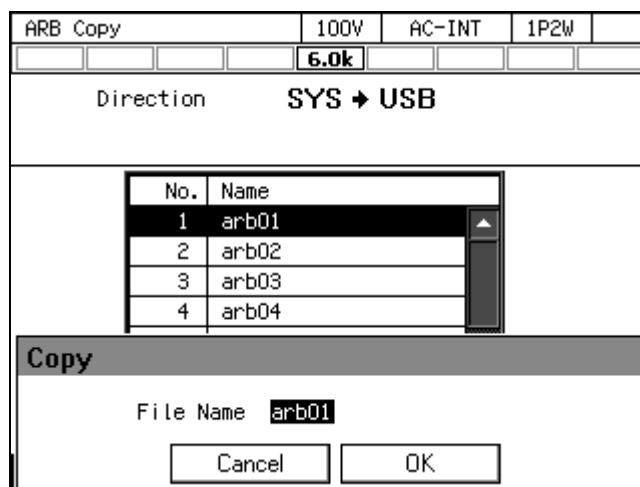 ARB Copy 100V AC-INT 1P2W
6.0k
Direction SYS → USB
No. Name
1 arb01
2 arb02
3 arb03
4 arb04
Copy
File Name arb01
Cancel OK